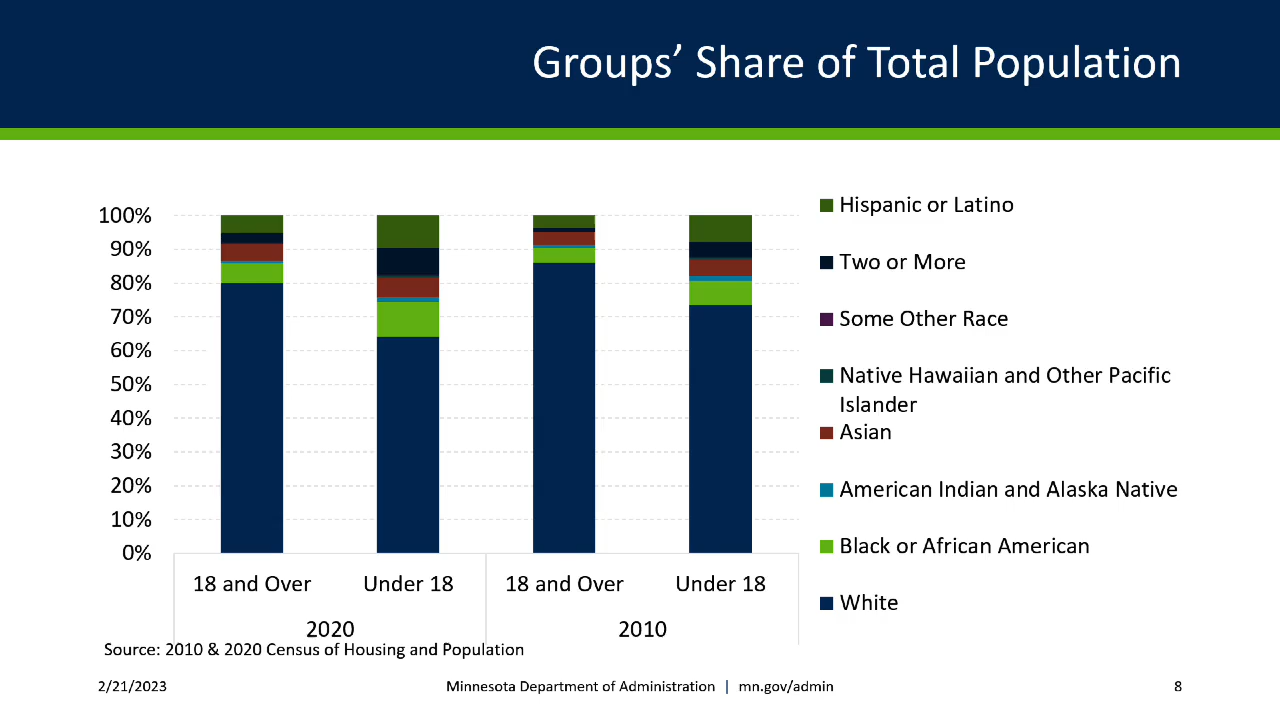 Groups’ Share of Total Population
100%
90%
80%
70%
60%
50%
40%
30%
20%
10%
0%
18 and Over
Under 18
18 and Over
Under 18
2020
2010
Hispanic or Latino
Two or More
Some Other Race
Native Hawaiian and Other Pacific
Islander
Asian
American Indian and Alaska Native
Black or African American
White
Source: 2010 & 2020 Census of Housing and Population
2/21/2023
Minnesota Department of Administration | mn.gov/admin
8